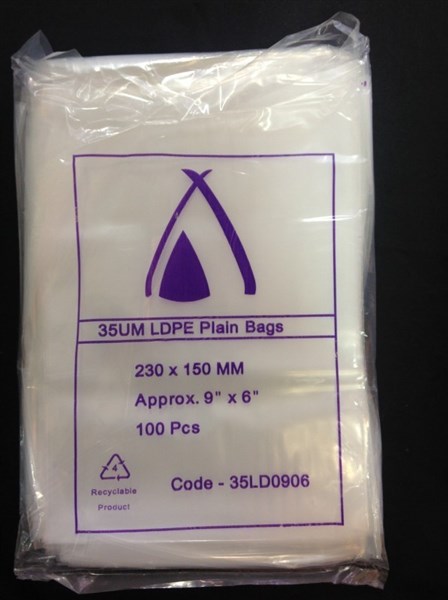 35UM LDPE Plain Bags
230 x 150 MM
Approx. 9" x 6"
100 Pcs
4
Recyclable
Product
Code - 35LD0906